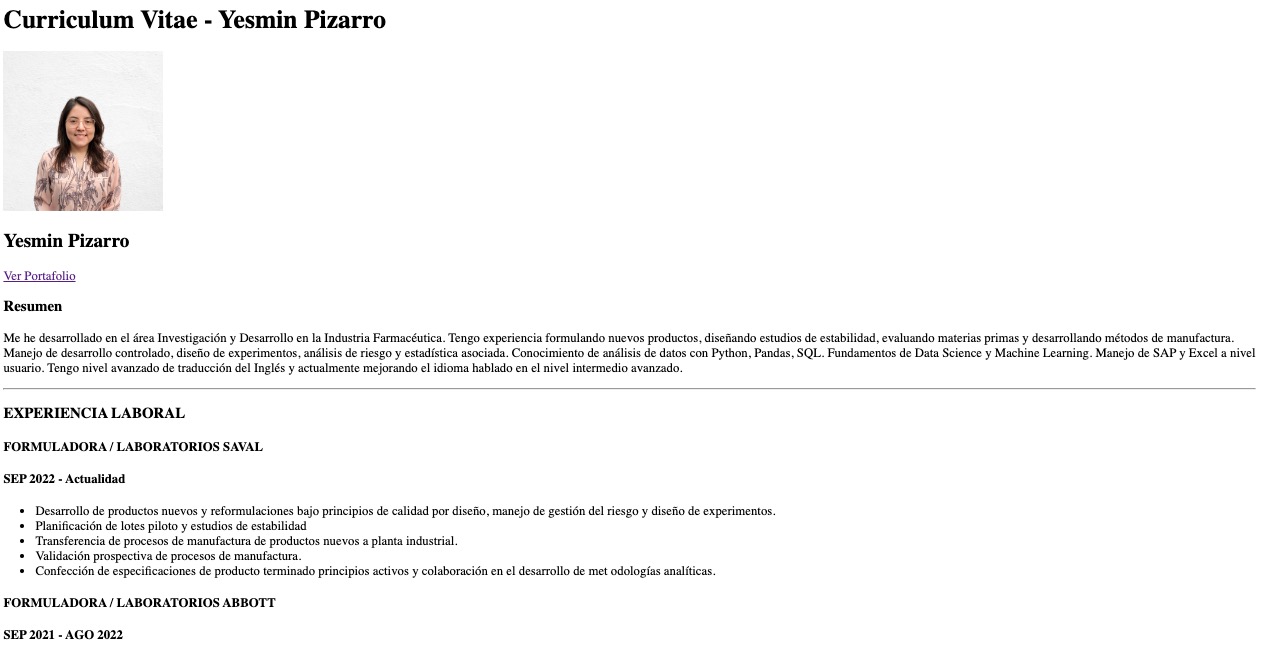 Curriculum Vitae - Yesmin Pizarro
Yesmin Pizarro
Ver Portafolio
Resumen
Me he desarrollado en el área Investigación y Desarrollo en la Industria Farmacéutica. Tengo experiencia formulando nuevos productos, diseñando estudios de estabilidad, evaluando materias primas y desarrollando métodos de manufactura.
Manejo de desarrollo controlado, diseño de experimentos, análisis de riesgo y estadística asociada. Conocimiento de análisis de datos con Python, Pandas, SQL. Fundamentos de Data Science y Machine Learning. Manejo de SAP y Excel a nivel
usuario. Tengo nivel avanzado de traducción del Inglés y actualmente mejorando el idioma hablado en el nivel intermedio avanzado.
EXPERIENCIA LABORAL
FORMULADORA / LABORATORIOS SAVAL
SEP 2022 - Actualidad
• Desarrollo de productos nuevos y reformulaciones bajo principios de calidad por diseño, manejo de gestión del riesgo y diseño de experimentos.
• Planificación de lotes piloto y estudios de estabilidad
• Transferencia de procesos de manufactura de productos nuevos a planta industrial.
• Validación prospectiva de procesos de manufactura.
• Confección de especificaciones de producto terminado principios activos y colaboración en el desarrollo de met odologías analíticas.
FORMULADORA / LABORATORIOS ABBOTT
SEP 2021 - AGO 2022